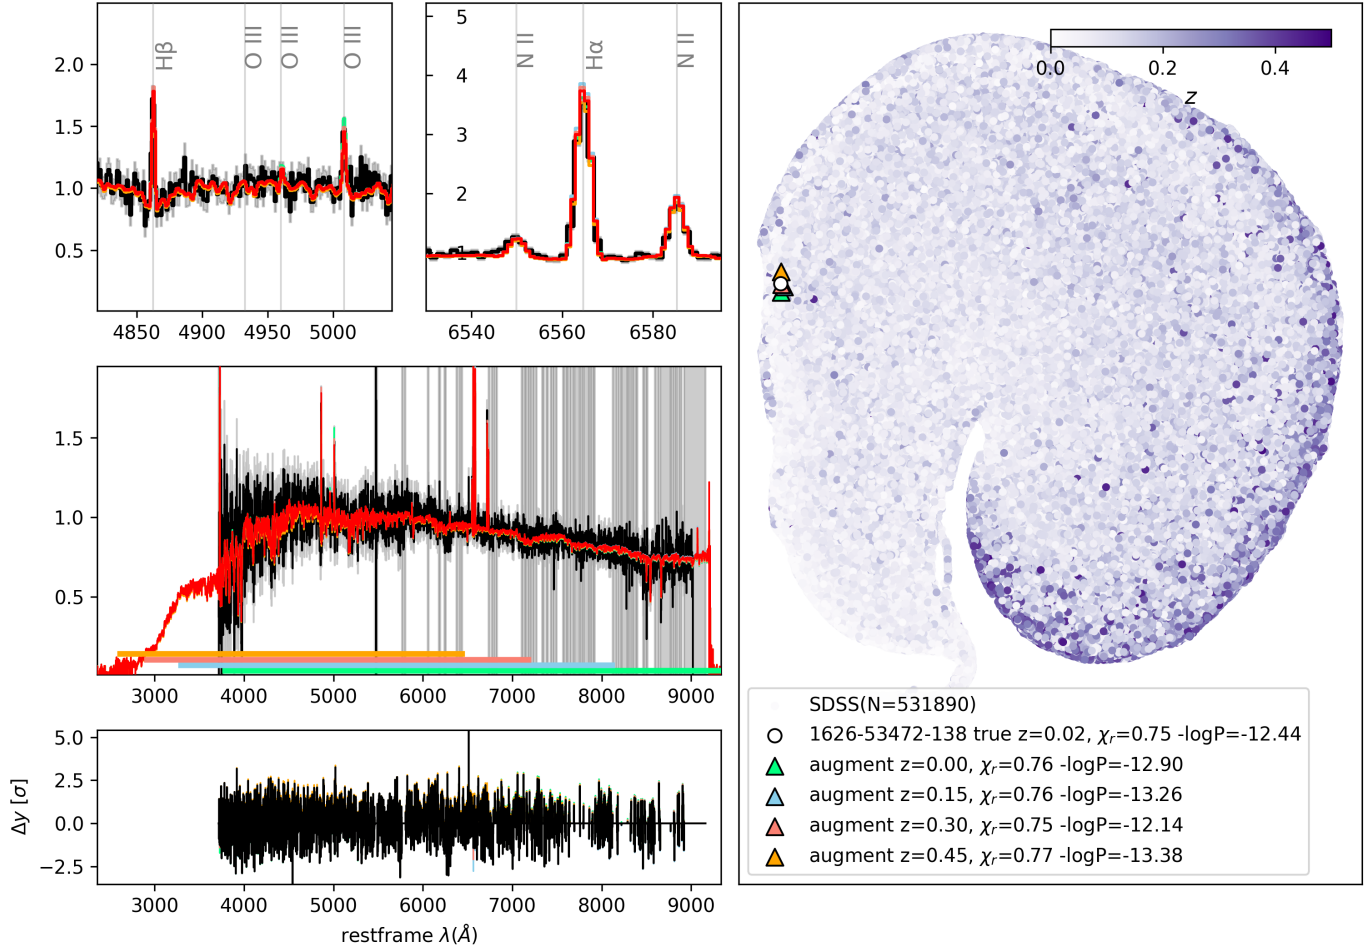 Hβ
O III
O III
O III
2.0
1.5
1.0
0.5
4850
4900
4950
5000
N II
Hα
N II
5
4
3
2
1
6540
6560
6580
0.0
0.2
0.4
z
1.5
1.0
0.5
3000
4000
5000
6000
7000
8000
9000
5.0
2.5
0.0
−2.5
Δy [σ]
3000
4000
5000
6000
7000
8000
9000
restframe λ(Å)
SDSS(N=531890)
1626-53472-138 true z=0.02, χr=0.75 -logP=-12.44
augment z=0.00, χr=0.76 -logP=-12.90
augment z=0.15, χr=0.76 -logP=-13.26
augment z=0.30, χr=0.75 -logP=-12.14
augment z=0.45, χr=0.77 -logP=-13.38